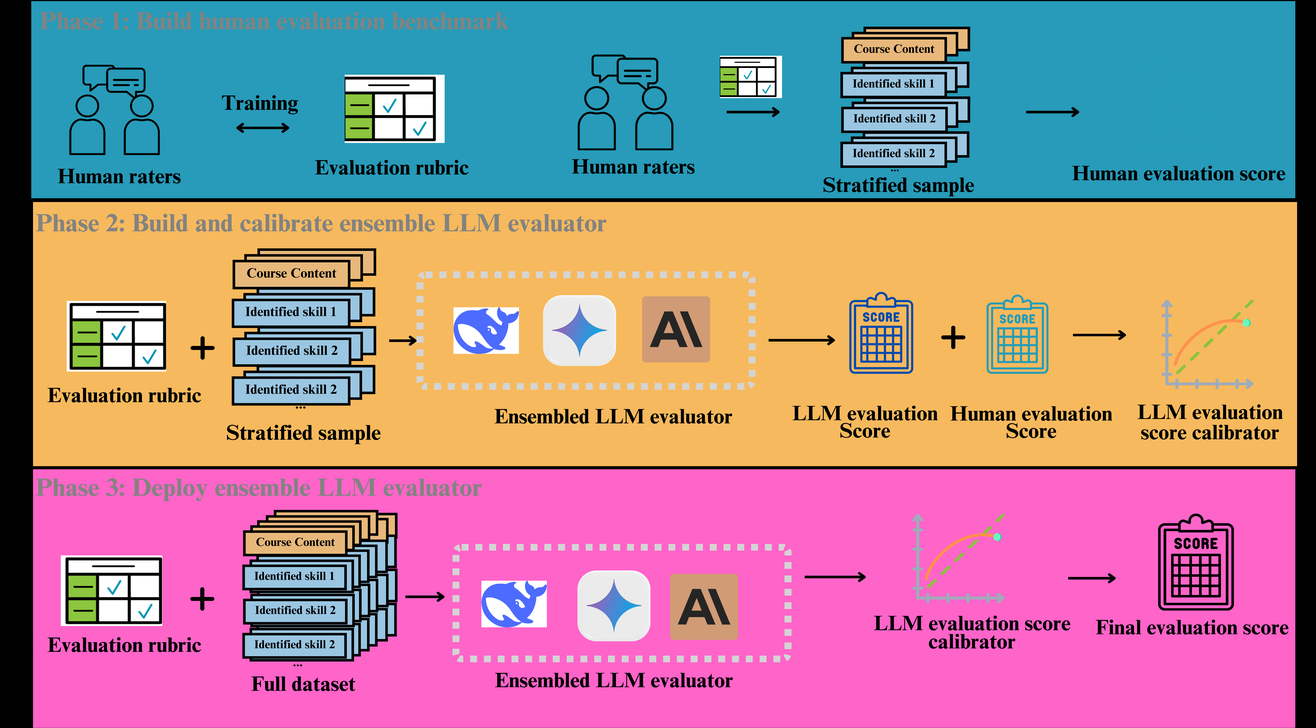 Phase 1: Build human evaluation benchmark
Training
Human raters
Evaluation rubric
Human raters
Course Content
Identified skill 1
Identified skill 2
Identified skill 2
...
Stratified sample
Human evaluation score
Phase 2: Build and calibrate ensemble LLM evaluator
Evaluation rubric
Course Content
Identified skill 1
Identified skill 2
Identified skill 2
...
Stratified sample
A\
Ensembled LLM evaluator
SCORE
LLM evaluation
Score
SCORE
Human evaluation
Score
LLM evaluation
score calibrator
Phase 3: Deploy ensemble LLM evaluator
Evaluation rubric
Course Content
Identified skill 1
Identified skill 2
Identified skill 2
...
Full dataset
A\
Ensembled LLM evaluator
LLM evaluation score
calibrator
SCORE
Final evaluation score